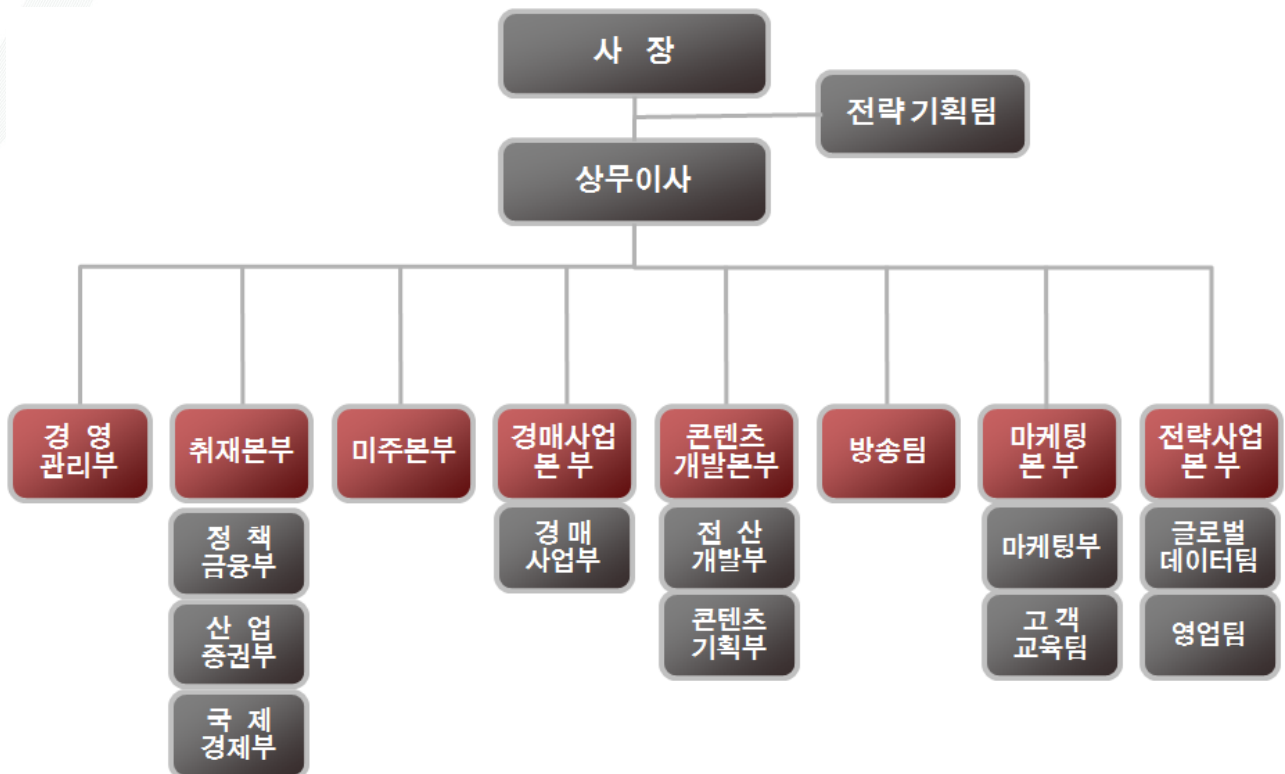 사 장
전략 기획팀
상무이사
경 영
관리부
취재본부
미주본부
경매사업
본 부
콘텐츠
개발본부
방송팀
마케팅
본 부
전략사업
본 부
정 책
금융부
산 업
증권부
국 제
경제부
경 매
사업부
전 산
개발부
콘텐츠
기획부
마케팅부
고 객
교육팀
글로벌
데이터팀
영업팀